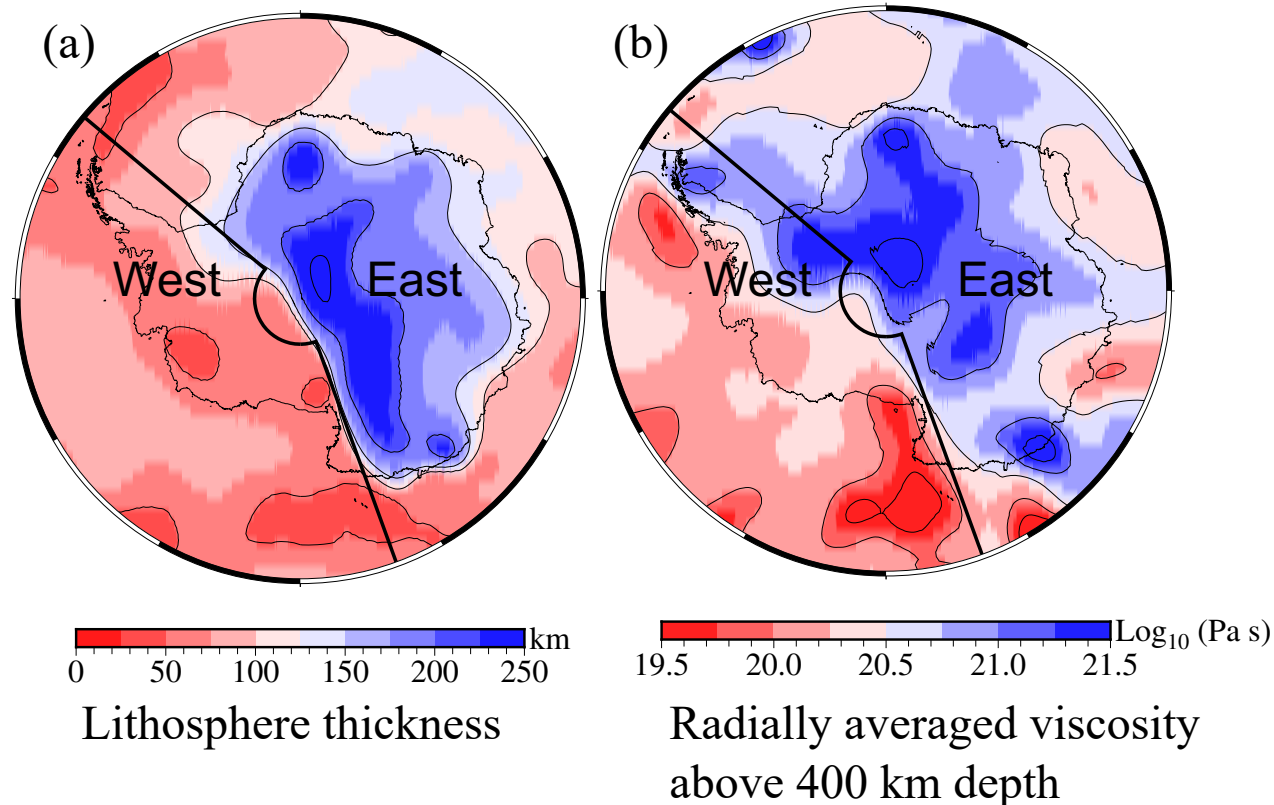 (a)
(b)
West
East
West
East
km
0 50 100 150 200 250
Lithosphere thickness
Log₁₀ (Pa s)
19.5 20.0 20.5 21.0 21.5
Radially averaged viscosity
above 400 km depth